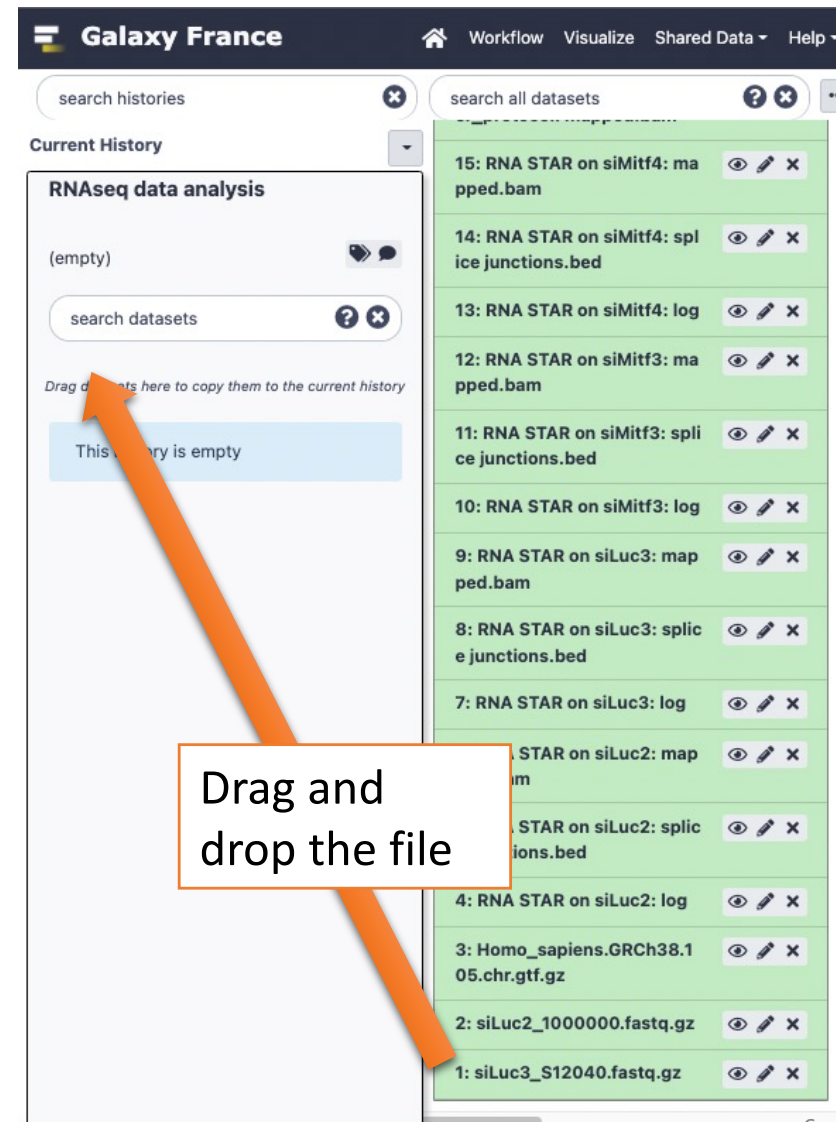 Galaxy France
Workflow Visualize Shared Data Help
search histories
Current History
RNAseq data analysis
(empty)
search datasets
Drag here to copy them to the current history
This is empty
search all datasets
15: RNA STAR on siMitf4: ma
pped.bam
14: RNA STAR on siMitf4: spl
ice junctions.bed
13: RNA STAR on siMitf4: log
12: RNA STAR on siMitf3: ma
pped.bam
11: RNA STAR on siMitf3: spli
ce junctions.bed
10: RNA STAR on siMitf3: log
9: RNA STAR on siLuc3: map
ped.bam
8: RNA STAR on siLuc3: splic
e junctions.bed
7: RNA STAR on siLuc3: log
STAR on siLuc2: map
STAR on siLuc2: splic
ions.bed
4: RNA STAR on siLuc2: log
3: Homo_sapiens.GRCh38.1
05.chr.gtf.gz
2: siLuc2_1000000.fastq.gz
1: siLuc3_S12040.fastq.gz
Drag and
drop the file